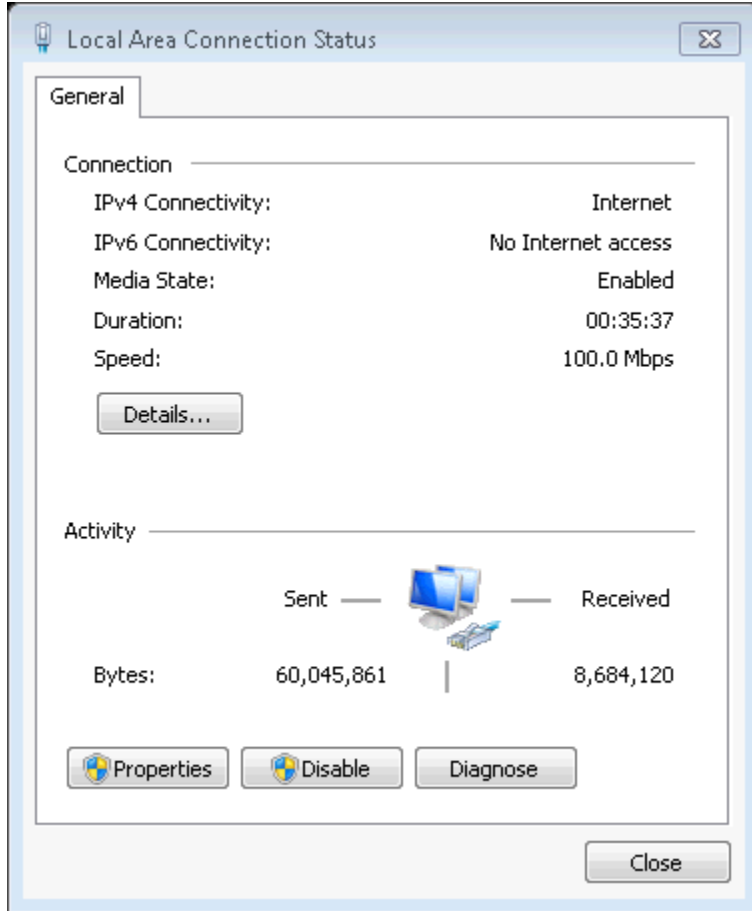 Local Area Connection Status
General
Connection
IPv4 Connectivity: Internet
IPv6 Connectivity: No Internet access
Media State: Enabled
Duration: 00:35:37
Speed: 100.0 Mbps
Details...
Activity
Sent Received
Bytes: 60,045,861 8,684,120
Properties Disable Diagnose
Close